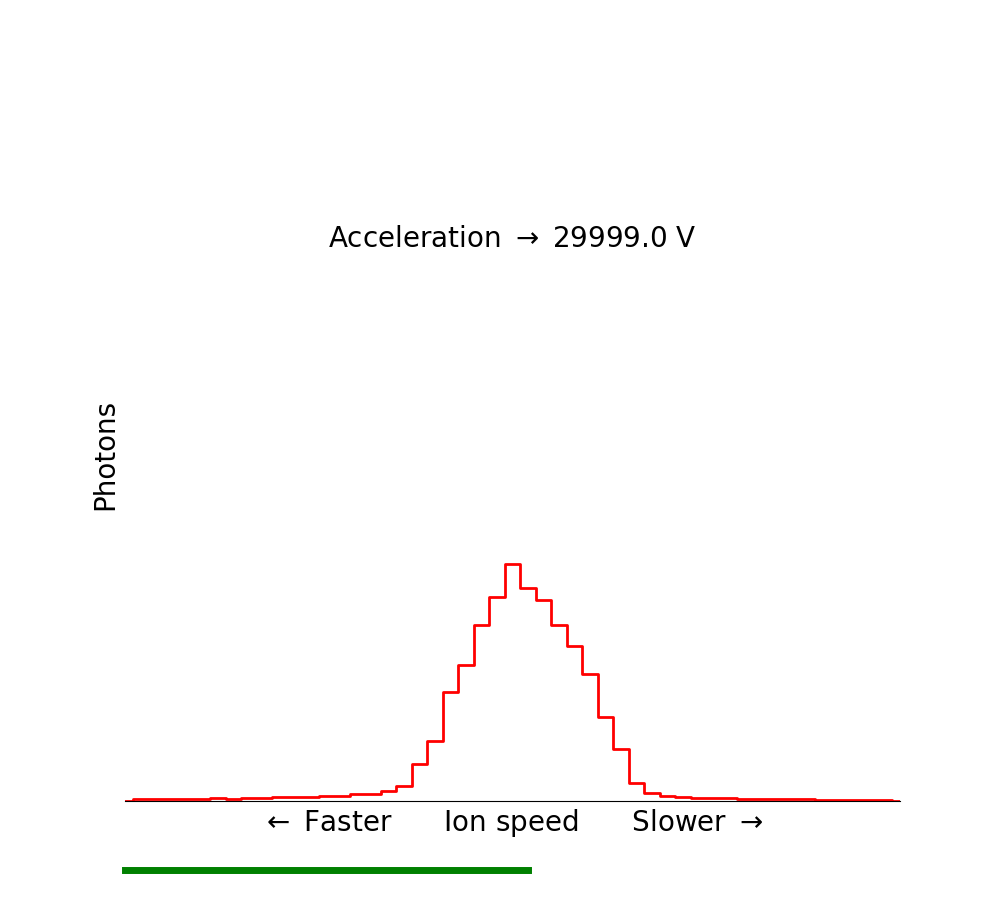 Acceleration → 29999.0 V
Photons
← Faster Ion speed Slower →